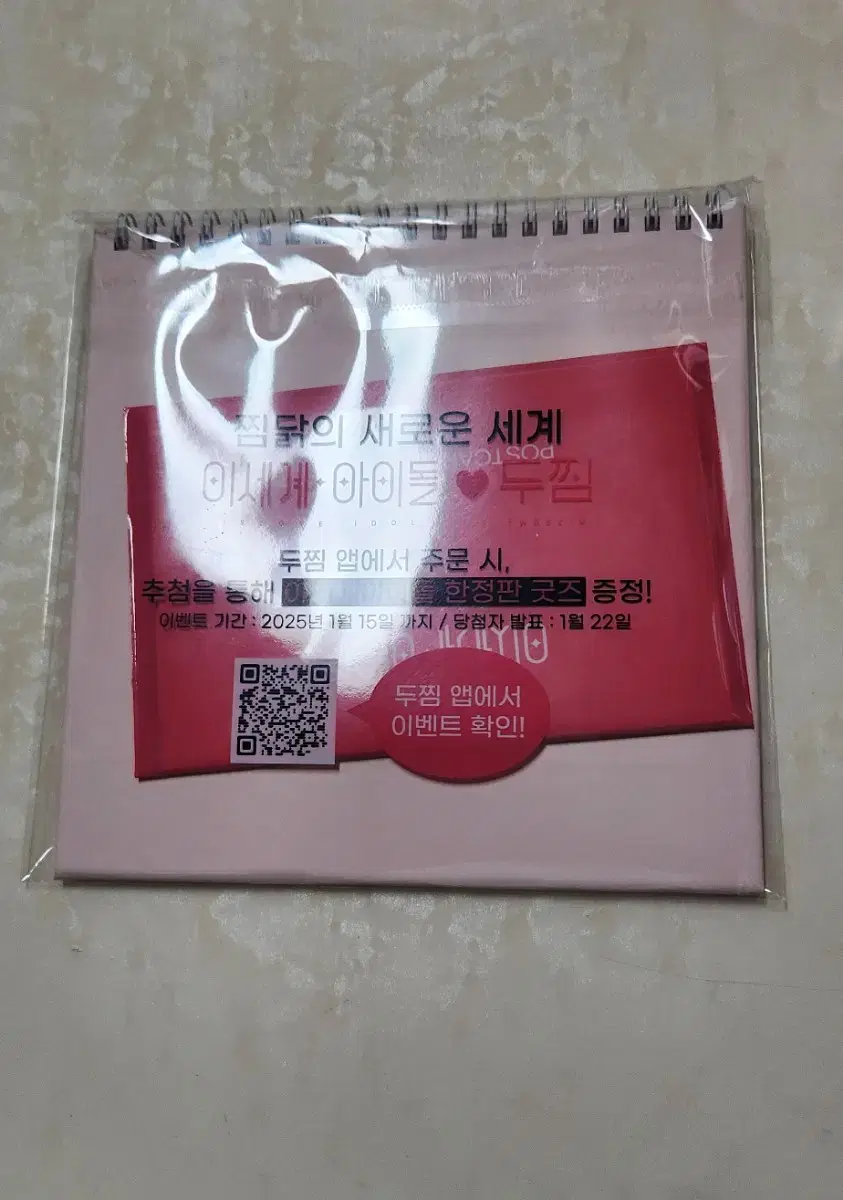 찜닭의 새로운 세계
이세계아이돌 ♥ 두찜
POSTCA
두찜 앱에서 주문 시,
추첨을 통해 한정판 굿즈 증정!
이벤트 기간 : 2025년 1월 15일 까지 / 당첨자 발표 : 1월 22일
두찜 앱에서
이벤트 확인!